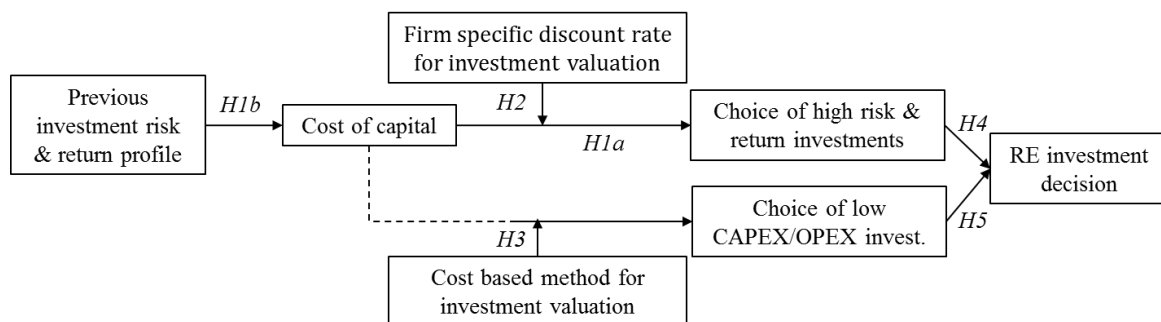 Firm specific discount rate
for investment valuation
Previous
investment risk
& return profile
H1b
Cost of capital
H2
H1a
Choice of high risk &
return investments
H4
RE investment
decision
H3
Choice of low
CAPEX/OPEX invest.
H5
Cost based method for
investment valuation